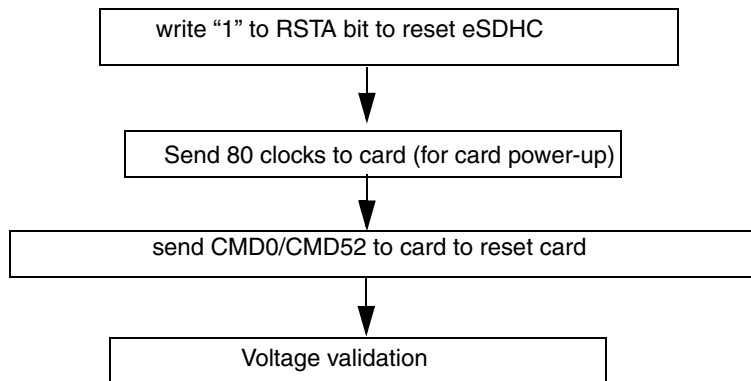 write “1” to RSTA bit to reset eSDHC
Send 80 clocks to card (for card power-up)
send CMD0/CMD52 to card to reset card
Voltage validation